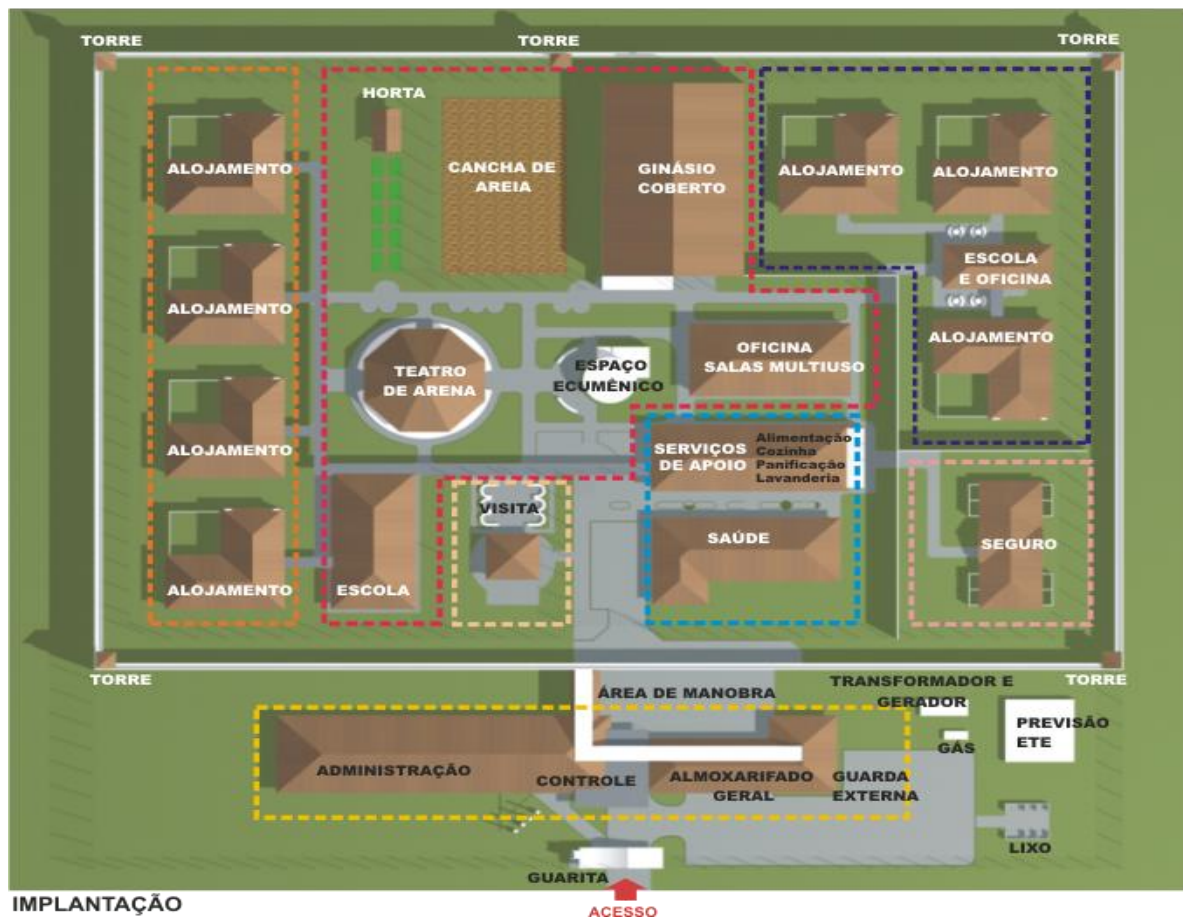 TORRE
TORRE
TORRE
HORTA
CANCHA DE
AREIA
GINÁSIO
COBERTO
ALOJAMENTO
ALOJAMENTO
ALOJAMENTO
ESCOLA
E OFICINA
ALOJAMENTO
ALOJAMENTO
ALOJAMENTO
ALOJAMENTO
ALOJAMENTO
TEATRO
DE ARENA
ESPAÇO
ECUMÊNICO
OFICINA
SALAS MULTIUSO
SERVIÇOS
DE APOIO
Alimentação
Cozinha
Panificação
Lavanderia
VISITA
SAÚDE
SEGURO
ESCOLA
TORRE
TORRE
ÁREA DE MANOBRA
TRANSFORMADOR E
GERADOR
GÁS
PREVISÃO
ETE
ADMINISTRAÇÃO
CONTROLE
ALMOXARIFADO
GERAL
GUARDA
EXTERNA
LIXO
GUARITA
ACESSO
IMPLANTAÇÃO